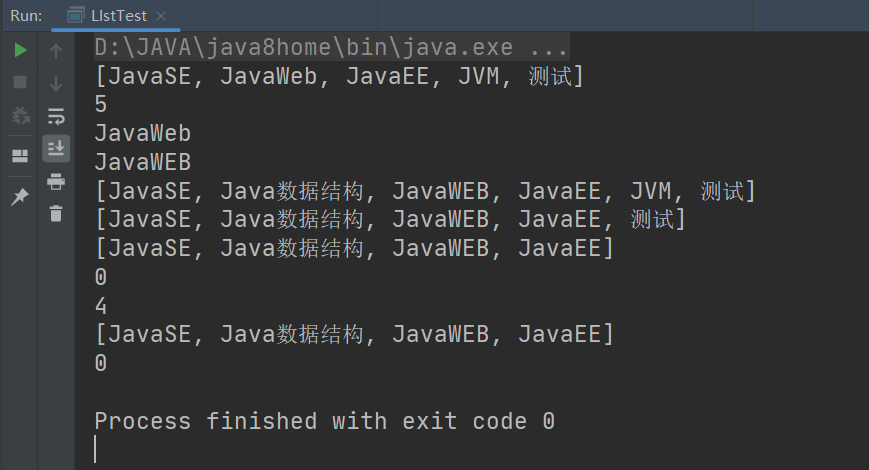 Run: LIstTest
D:\JAVA\java8home\bin\java.exe ...
[JavaSE, JavaWeb, JavaEE, JVM, 测试]
5
JavaWeb
JavaWEB
[JavaSE, Java数据结构, JavaWEB, JavaEE, JVM, 测试]
[JavaSE, Java数据结构, JavaWEB, JavaEE, 测试]
[JavaSE, Java数据结构, JavaWEB, JavaEE]
0
4
[JavaSE, Java数据结构, JavaWEB, JavaEE]
0
Process finished with exit code 0